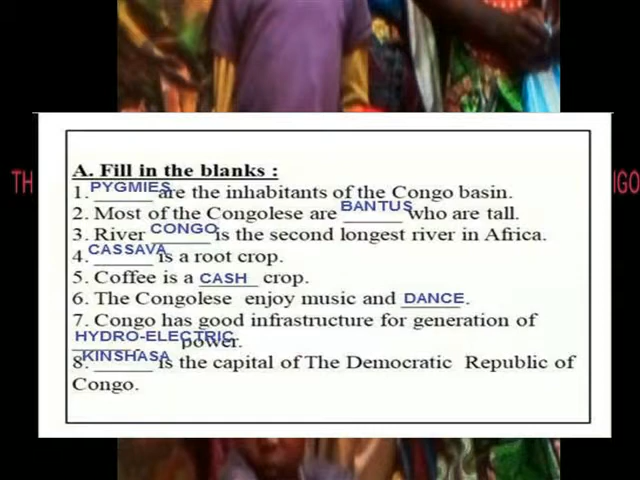 A. Fill in the blanks :
1. PYGMIES are the inhabitants of the Congo basin.
2. Most of the Congolese are BANTUS who are tall.
3. River CONGO is the second longest river in Africa.
4. CASSAVA is a root crop.
5. Coffee is a CASH crop.
6. The Congolese enjoy music and DANCE.
7. Congo has good infrastructure for generation of
HYDRO-ELECTRIC power.
8. KINSHASA is the capital of The Democratic Republic of
Congo.